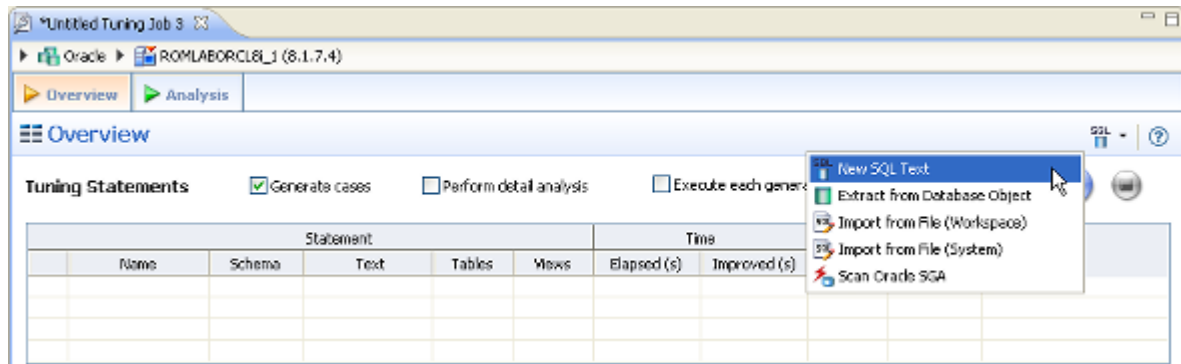 *Untitled Tuning Job 3
Oracle ROMLABORCL8i_1 (8.1.7.4)
Overview Analysis
Overview
SQL
Tuning Statements Generate cases Perform detail analysis Execute each genera
New SQL Text
Extract from Database Object
Import from File (Workspace)
Import from File (System)
Scan Oracle SGA
Statement Time
Name Schema Text Tables Views Elapsed (s) Improved (s)